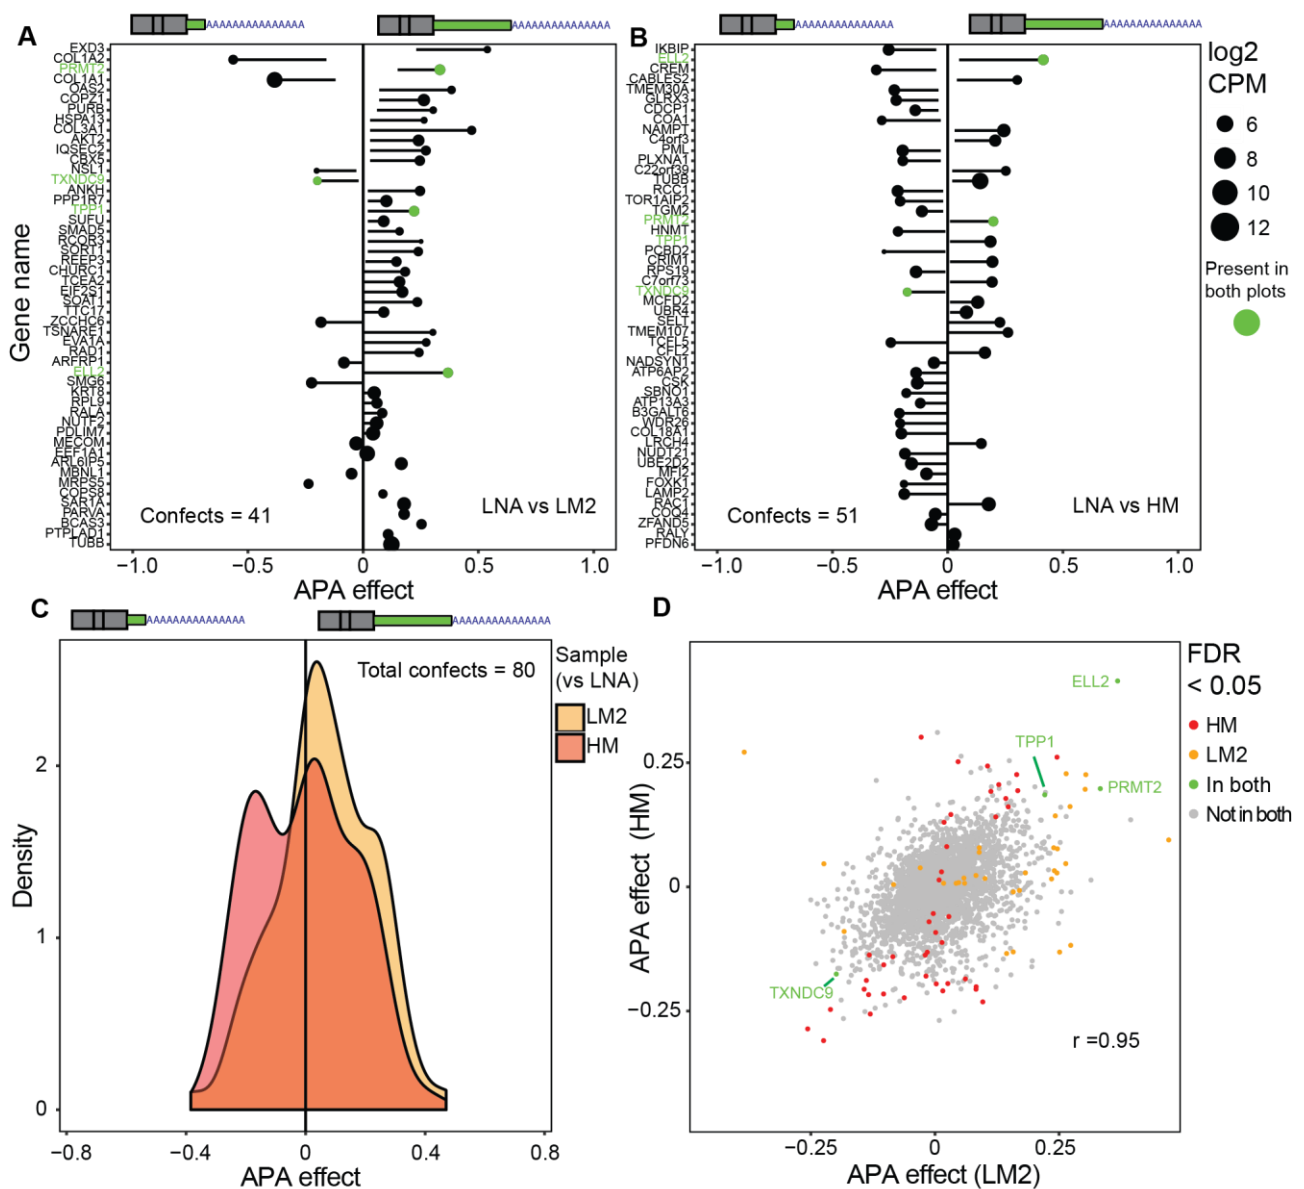 AAAAAAAAAAAAAAA
AAAAAAAAAAAAAAA
A
EXD3
COL1A2
PRMT2
COL1A1
OAS2
COPZ1
PURB
HSPA13
COL3A1
AKT2
IQSEC2
CBX5
NSL1
TXNDC9
ANKH
PPP1R7
TPP1
SUFU
SMAD5
RCOR3
SORT1
REEP3
CHURC1
TCEA2
EIF2S1
SOAT1
TTC17
ZCCHC6
TSNARE1
EVA1A
RAD1
ARFRP1
ELL2
SMG6
KRT8
RPL9
RALA
NUTF2
PDLIM7
MECOM
EEF1A1
ARL6IP5
MBNL1
MRPS5
COPS8
SAR1A
PARVA
BCAS3
PTPLAD1
TUBB
Gene name
Confects = 41
LNA vs LM2
−1.0
−0.5
0
0.5
1.0
APA effect
AAAAAAAAAAAAAAA
AAAAAAAAAAAAAAA
B
IKBIP
ELL2
CREM
CABLES2
TMEM30A
GLRX3
CDCP1
COA1
NAMPT
C4orf3
PML
PLXNA1
C22orf39
TUBB
RCC1
TOR1AIP2
TGM2
PRMT2
HNMT
TPP1
PCBD2
CRIM1
RPS19
C7orf73
TXNDC9
MCFD2
UBR4
SELT
TMEM107
TCFL5
CFL2
NADSYN1
ATP6AP2
CSK
SBNO1
ATP13A3
B3GALT6
WDR26
COL18A1
LRCH4
NUDT21
UBE2D2
MFI2
FOXK1
LAMP2
RAC1
COQ4
ZFAND5
RALY
PFDN6
Confects = 51
LNA vs HM
−1.0
−0.5
0
0.5
1.0
APA effect
log2
CPM
6
8
10
12
Present in
both plots
C
AAAAAAAAAAAAAAA
AAAAAAAAAAAAAAA
Total confects = 80
Sample
(vs LNA)
LM2
HM
2
1
0
Density
−0.8
−0.4
0
0.4
0.8
APA effect
D
ELL2
TPP1
PRMT2
TXNDC9
r =0.95
0.25
0
−0.25
APA effect (HM)
−0.25
0
0.25
APA effect (LM2)
FDR
< 0.05
HM
LM2
In both
Not in both